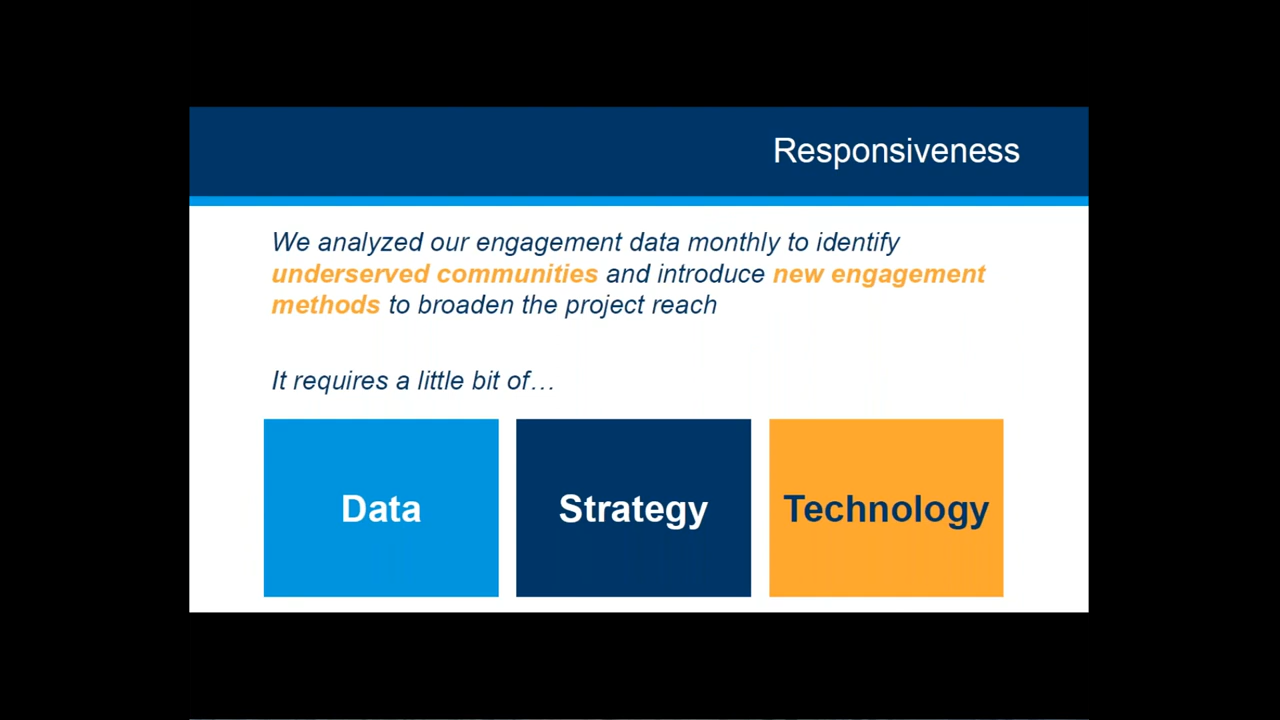 Responsiveness
We analyzed our engagement data monthly to identify
underserved communities and introduce new engagement
methods to broaden the project reach
It requires a little bit of…
Data
Strategy
Technology